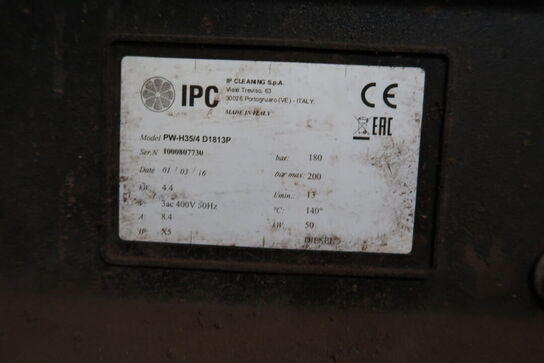 IPC
IP CLEANING S.p.A.
Viale Treviso, 63
30026 Portogruaro (VE) - ITALY.
MADE IN ITALY
CE
EAC
Model PW-H35/4 D1813P
Ser.N 1000807730
Date 01 / 03 / 16
kW 4.4
3ac 400V 50Hz
A 8.4
IP X5
bar: 180
bar max: 200
l/min.: 13
°C: 140°
kW 50
DIESEL